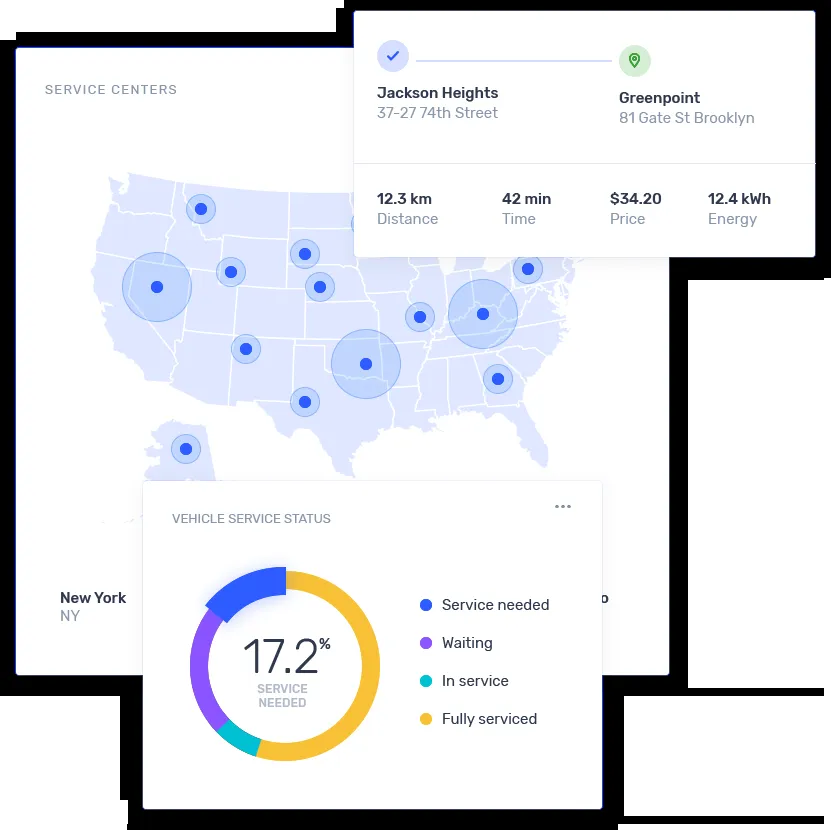 SERVICE CENTERS
Jackson Heights
37-27 74th Street
Greenpoint
81 Gate St Brooklyn
12.3 km
Distance
42 min
Time
$34.20
Price
12.4 kWh
Energy
New York
NY
VEHICLE SERVICE STATUS
17.2%
SERVICE
NEEDED
Service needed
Waiting
In service
Fully serviced